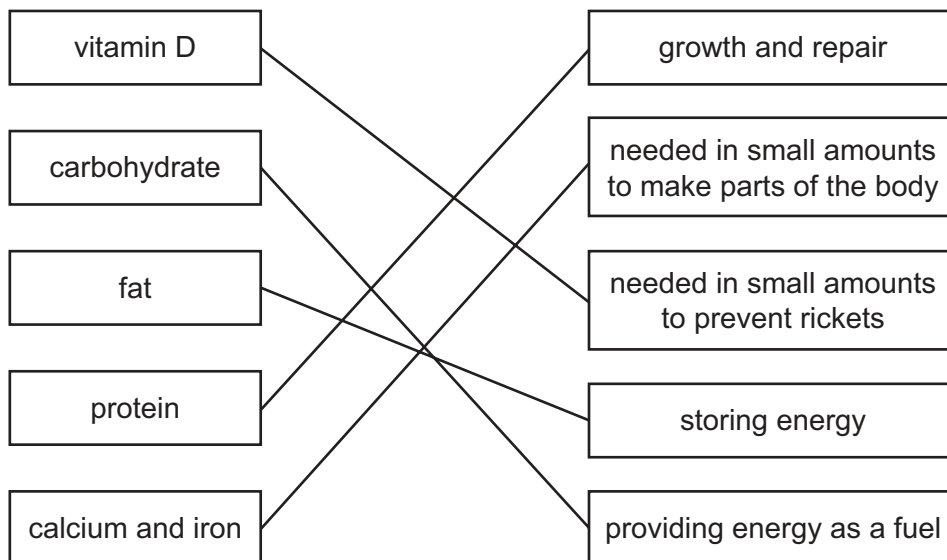 vitamin D
carbohydrate
fat
protein
calcium and iron
growth and repair
needed in small amounts
to make parts of the body
needed in small amounts
to prevent rickets
storing energy
providing energy as a fuel